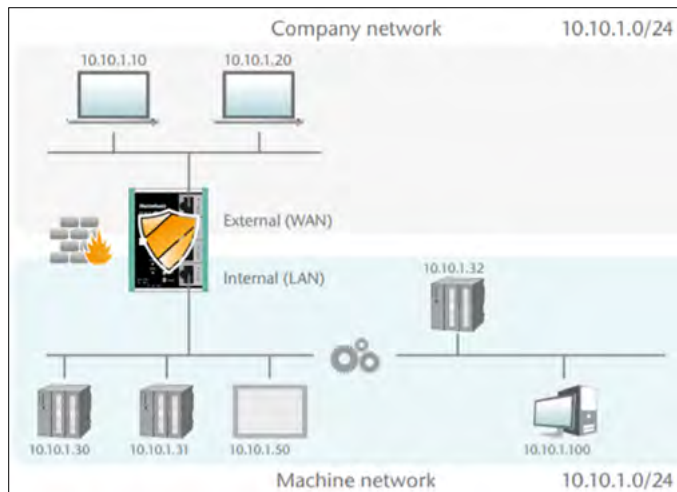 Company network 10.10.1.0/24
10.10.1.10 10.10.1.20
External (WAN)
Internal (LAN)
10.10.1.32
10.10.1.30 10.10.1.31 10.10.1.50 10.10.1.100
Machine network 10.10.1.0/24